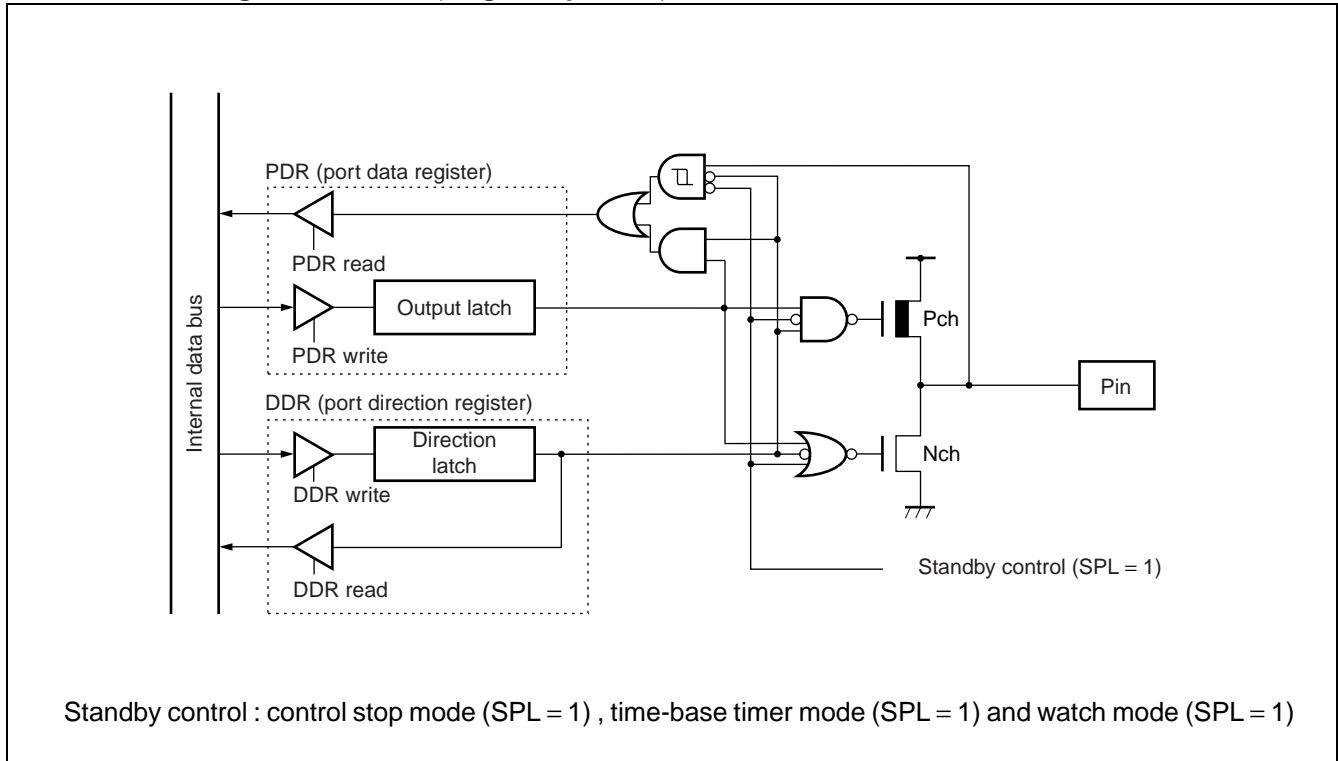 PDR (port data register)
PDR read
Output latch
PDR write
Internal data bus
Pch
Pin
DDR (port direction register)
Direction
latch
Nch
DDR write
DDR read
Standby control (SPL = 1)
Standby control : control stop mode (SPL = 1) , time-base timer mode (SPL = 1) and watch mode (SPL = 1)